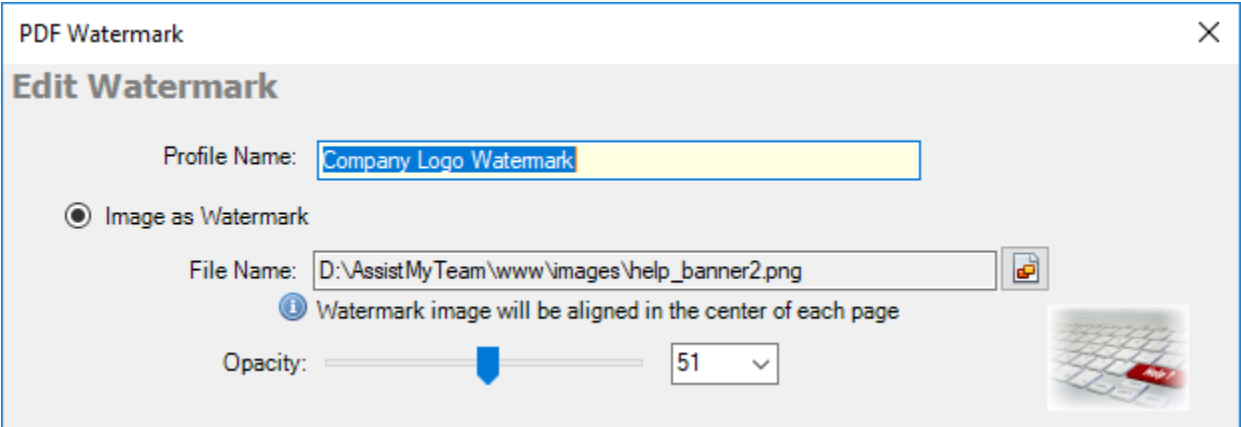 PDF Watermark
Edit Watermark
Profile Name: Company Logo Watermark
Image as Watermark
File Name: D:\AssistMyTeam\www\images\help_banner2.png
Watermark image will be aligned in the center of each page
Opacity: 51
Help ?